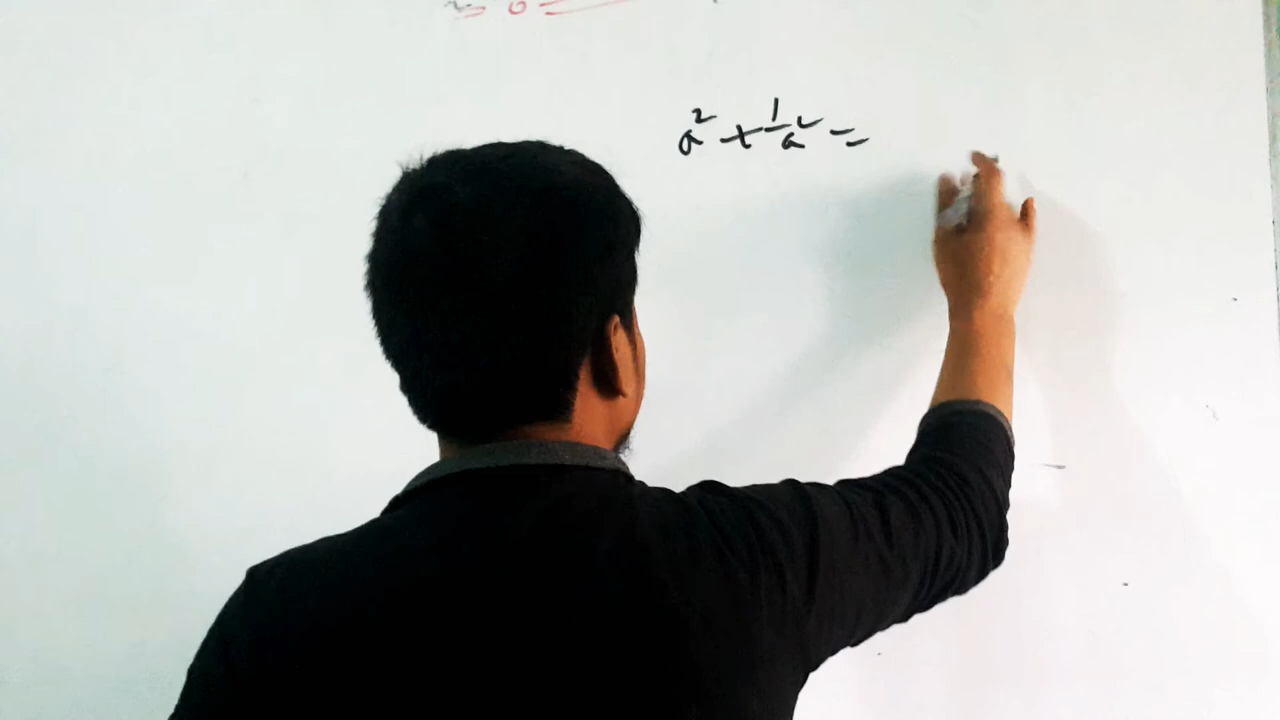 a² + 1/a² =